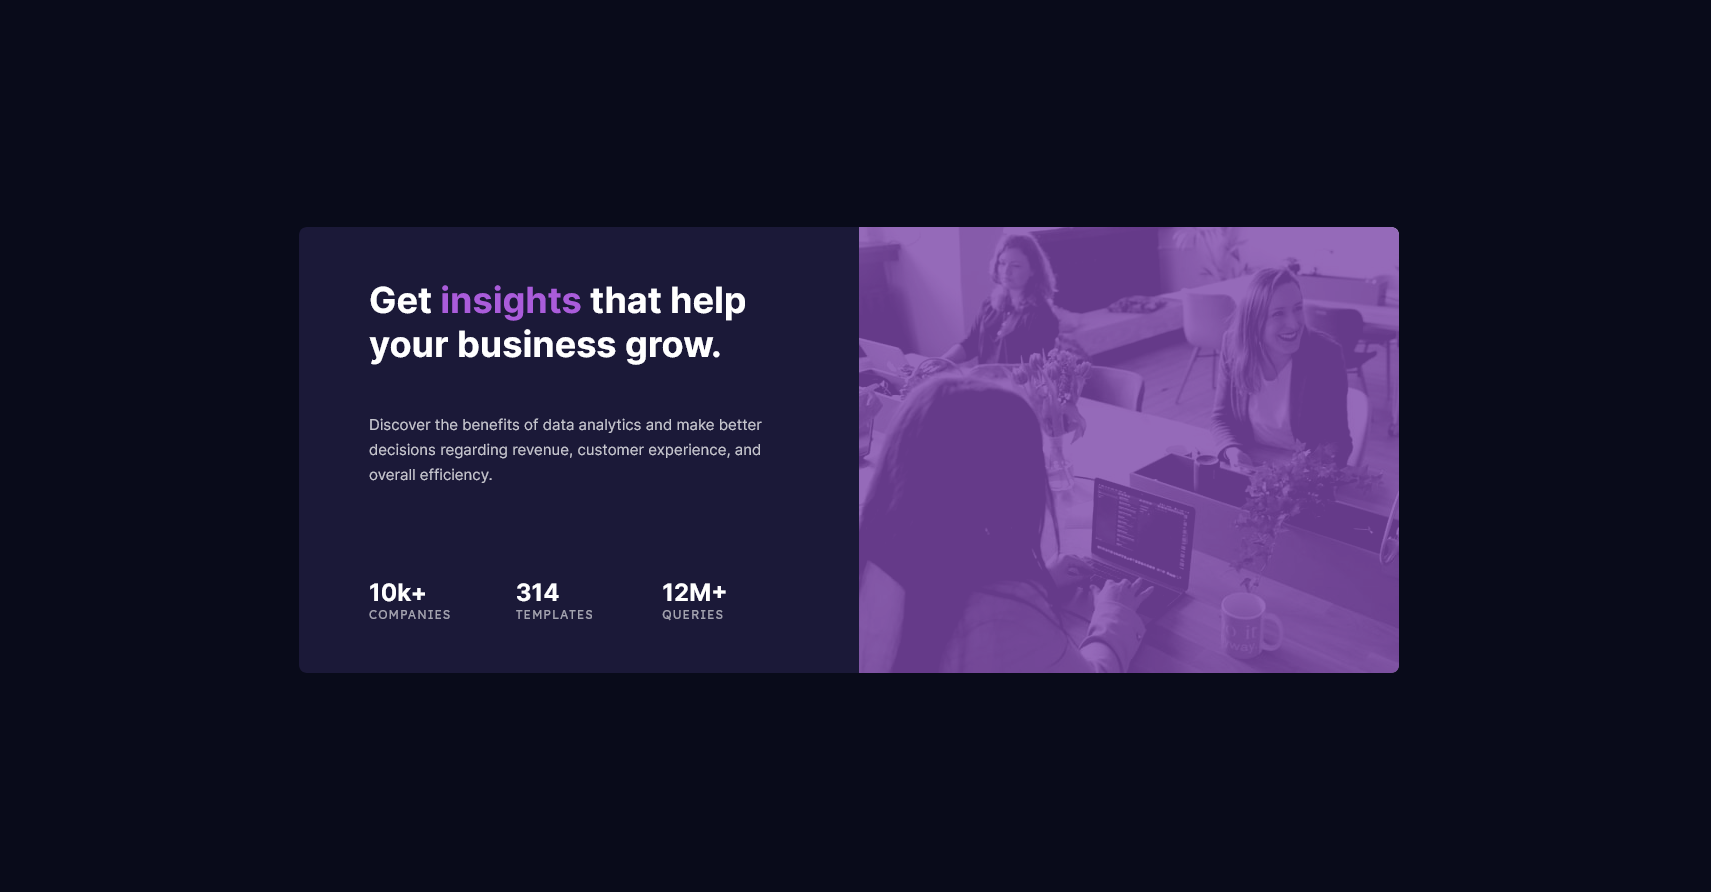 Get insights that help
your business grow.
Discover the benefits of data analytics and make better
decisions regarding revenue, customer experience, and
overall efficiency.
10k+
COMPANIES
314
TEMPLATES
12M+
QUERIES